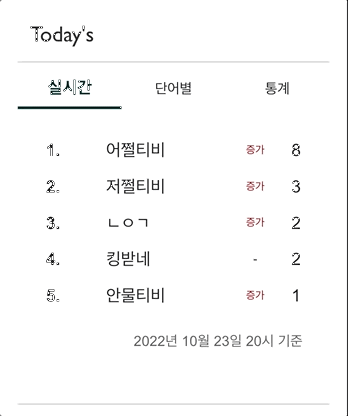 Today's
실시간 단어별 통계
1. 어쩔티비 증가 8
2. 저쩔티비 증가 3
3. ㄴㅇㄱ 증가 2
4. 킹받네 - 2
5. 안물티비 증가 1
2022년 10월 23일 20시 기준